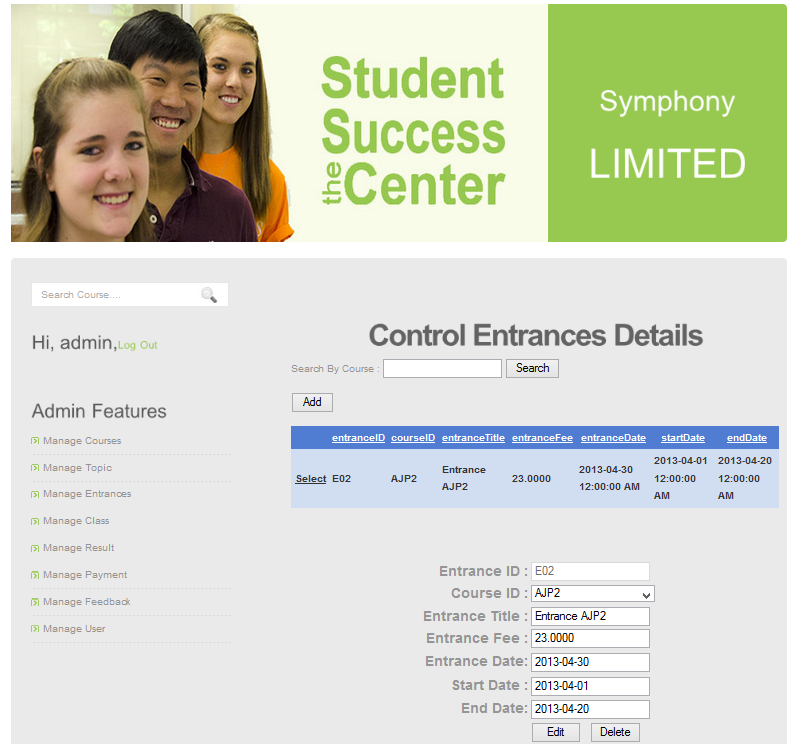 Student
Success
the Center
Symphony
LIMITED
Search Course....
Hi, admin,Log Out
Admin Features
Manage Courses
Manage Topic
Manage Entrances
Manage Class
Manage Result
Manage Payment
Manage Feedback
Manage User
Control Entrances Details
Search By Course : Search
Add
entranceID courseID entranceTitle entranceFee entranceDate startDate endDate
Select E02 AJP2 Entrance AJP2 23.0000 2013-04-30 12:00:00 AM 2013-04-01 12:00:00 AM 2013-04-20 12:00:00 AM
Entrance ID : E02
Course ID : AJP2
Entrance Title : Entrance AJP2
Entrance Fee : 23.0000
Entrance Date: 2013-04-30
Start Date : 2013-04-01
End Date: 2013-04-20
Edit Delete